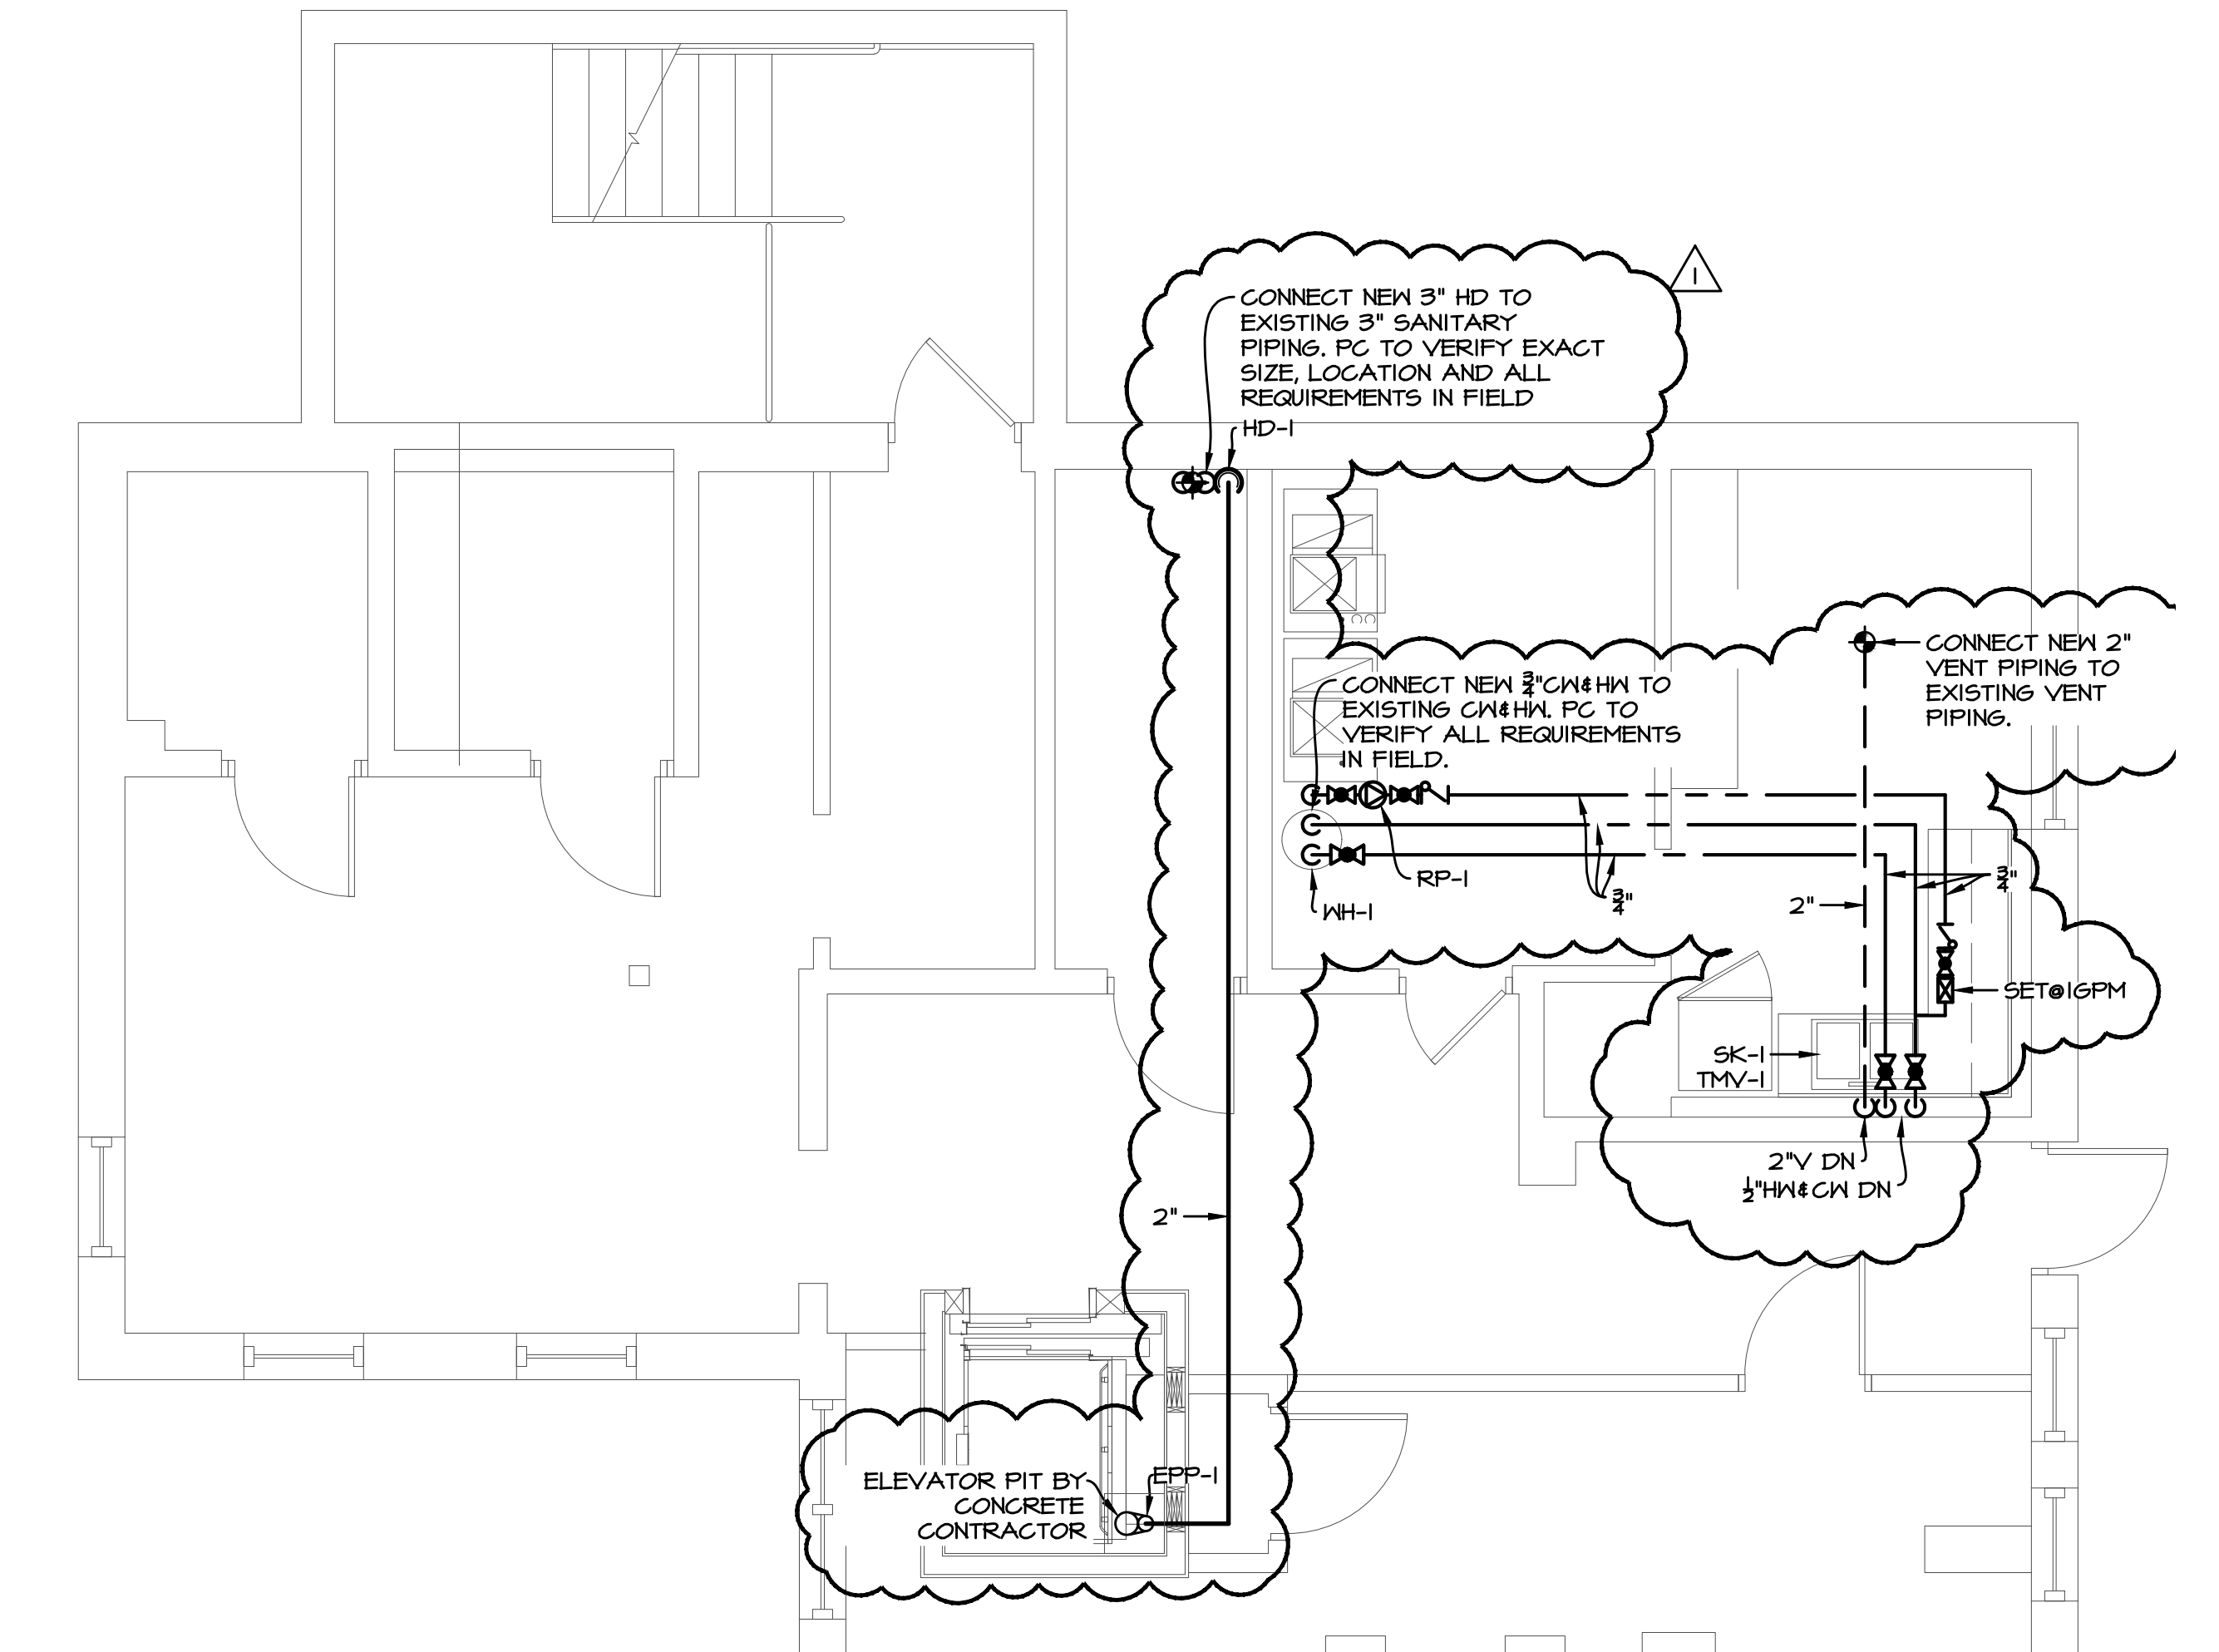 1
CONNECT NEW 3" HD TO
EXISTING 3" SANITARY
PIPING. PC TO VERIFY EXACT
SIZE, LOCATION AND ALL
REQUIREMENTS IN FIELD
HD-1
CONNECT NEW 2"
VENT PIPING TO
EXISTING VENT
PIPING.
CONNECT NEW 3/4"CW&HW TO
EXISTING CW&HW. PC TO
VERIFY ALL REQUIREMENTS
IN FIELD.
RP-1
WH-1
3/4"
3/4"
2"
SET@1GPM
SK-1
TMV-1
2"V DN
1/2"HW&CW DN
2"
ELEVATOR PIT BY
CONCRETE
CONTRACTOR
EPP-1